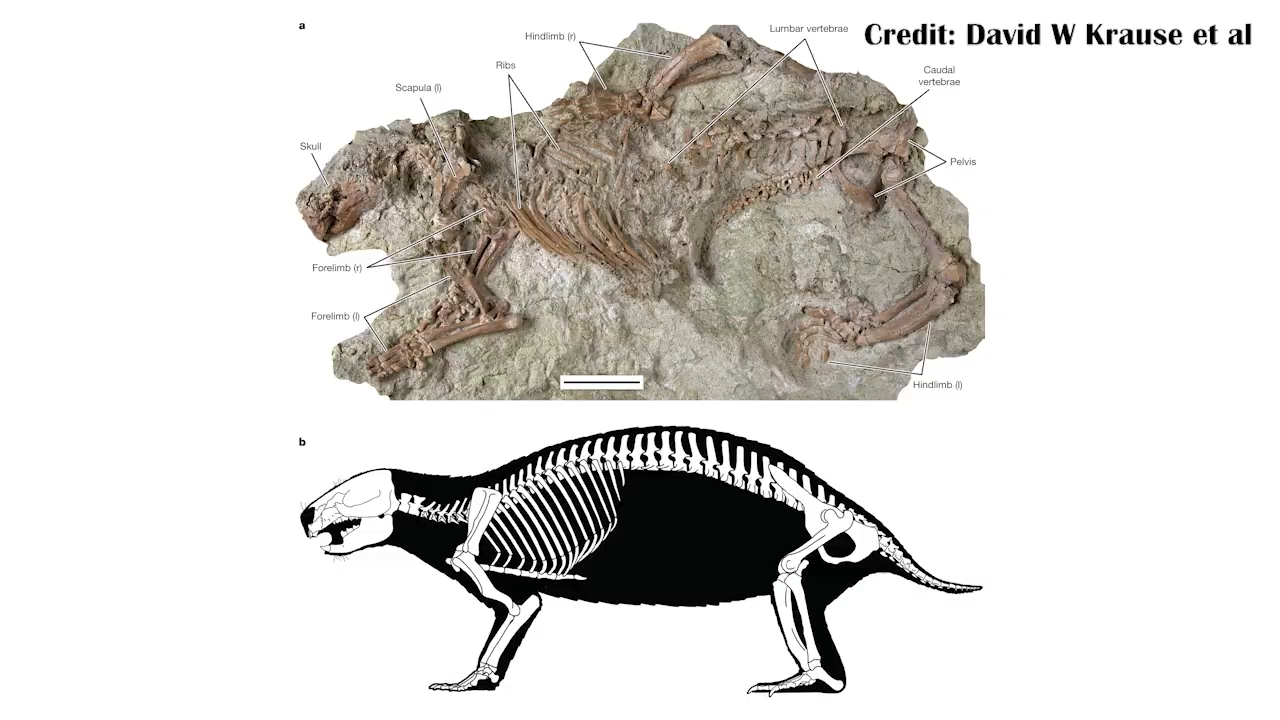 a
Credit: David W Krause et al
Lumbar vertebrae
Hindlimb (r)
Caudal
vertebrae
Ribs
Scapula (l)
Skull
Pelvis
Forelimb (r)
Forelimb (l)
Hindlimb (l)
b